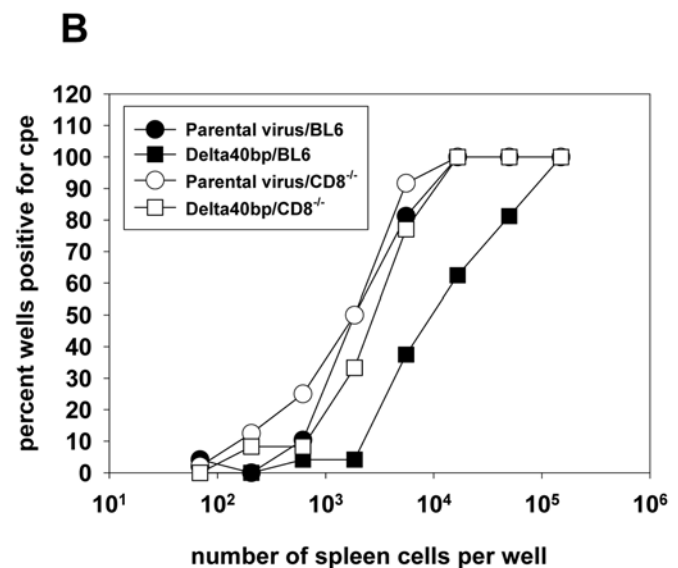 B
percent wells positive for cpe
120
110
100
90
80
70
60
50
40
30
20
10
0
Parental virus/BL6
Delta40bp/BL6
Parental virus/CD8⁻/⁻
Delta40bp/CD8⁻/⁻
10¹ 10² 10³ 10⁴ 10⁵ 10⁶
number of spleen cells per well